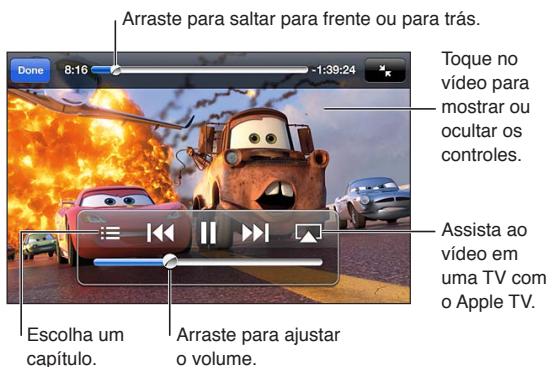 Arraste para saltar para frente ou para trás.
Done
8:16
-1:39:24
Toque no
vídeo para
mostrar ou
ocultar os
controles.
Assista ao
vídeo em
uma TV com
o Apple TV.
Escolha um
capítulo.
Arraste para ajustar
o volume.